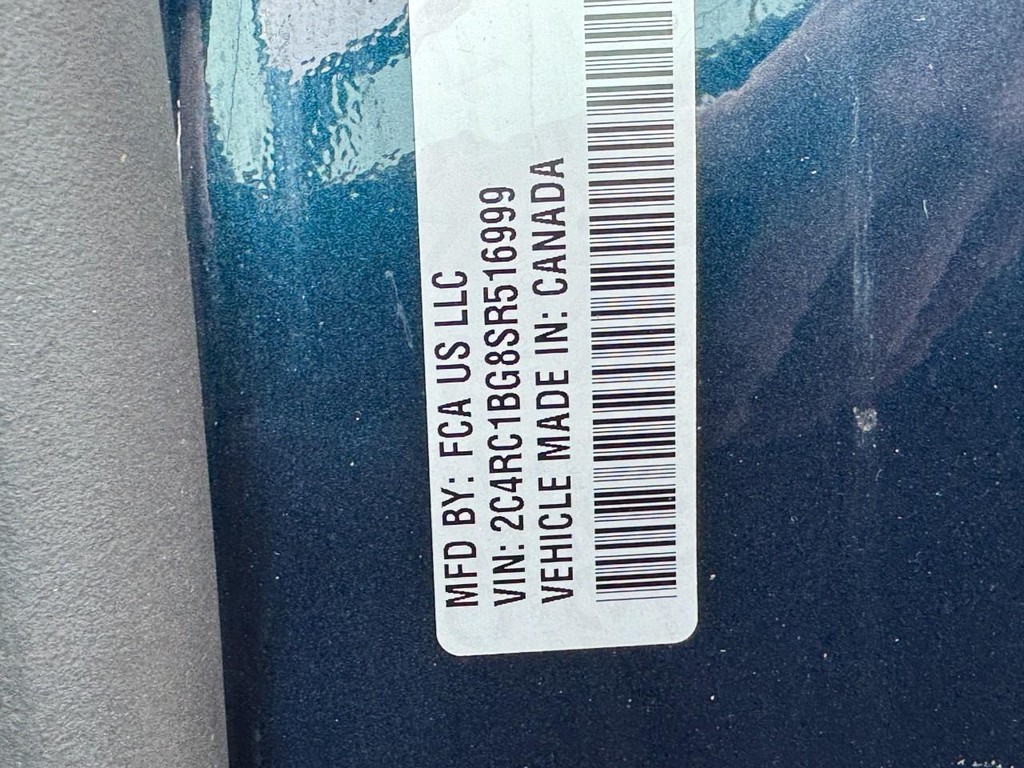 MFD BY: FCA US LLC
VIN: 2C4RC1BG8SR516999
VEHICLE MADE IN: CANADA